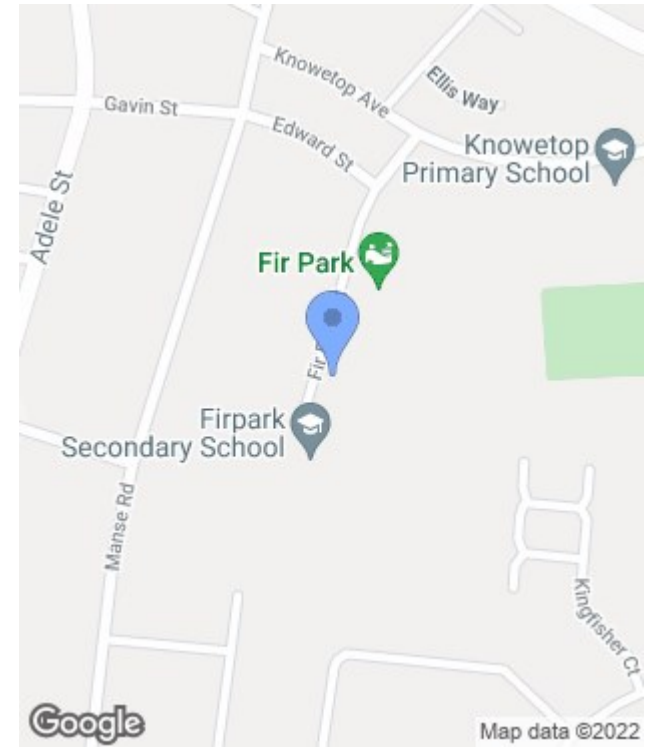 Knowetop Ave
Ellis Way
Gavin St
Edward St
Knowetop
Primary School
Adele St
Fir Park
Fir
Firpark
Secondary School
Manse Rd
Kingfisher Ct
Google
Map data ©2022